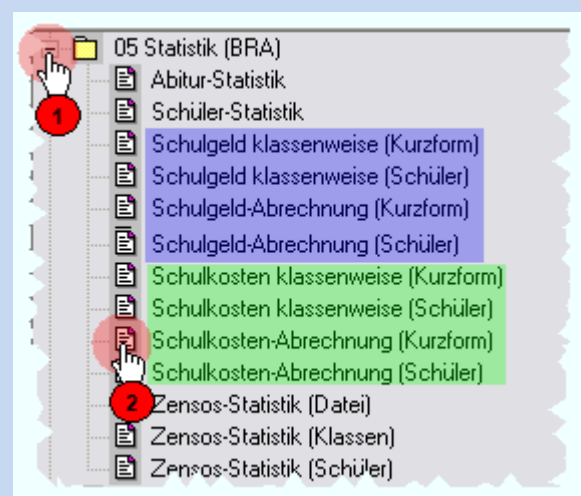 05 Statistik (BRA)
Abitur-Statistik
1
Schüler-Statistik
Schulgeld klassenweise (Kurzform)
Schulgeld klassenweise (Schüler)
Schulgeld-Abrechnung (Kurzform)
Schulgeld-Abrechnung (Schüler)
Schulkosten klassenweise (Kurzform)
Schulkosten klassenweise (Schüler)
Schulkosten-Abrechnung (Kurzform)
Schulkosten-Abrechnung (Schüler)
2
Zensos-Statistik (Datei)
Zensos-Statistik (Klassen)
Zensos-Statistik (Schüler)